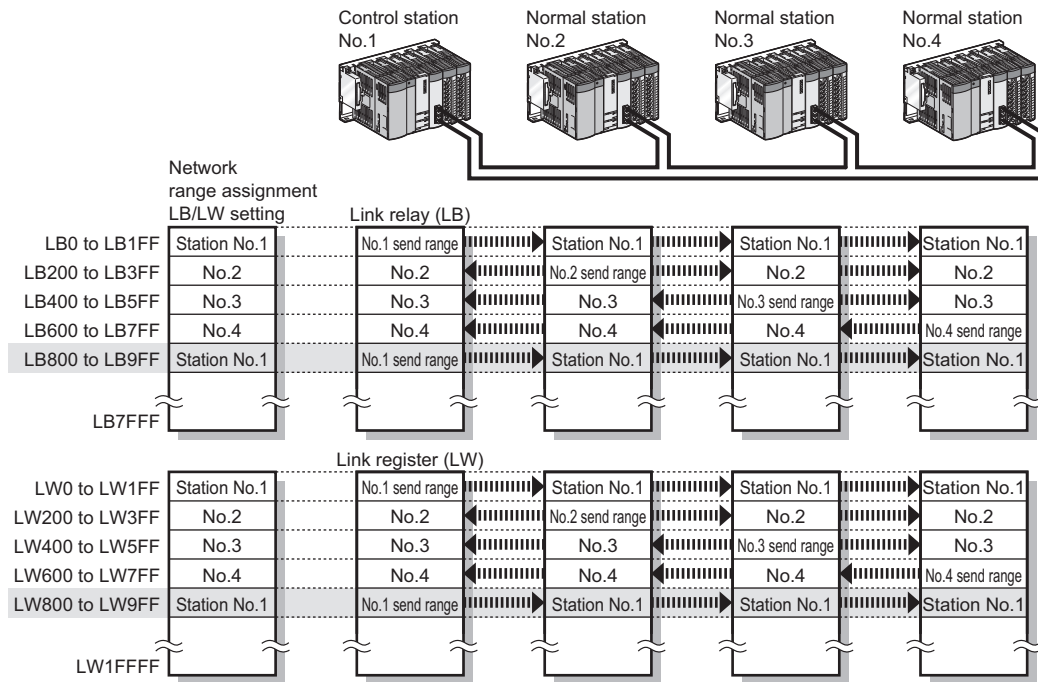 Control station No.1
Normal station No.2
Normal station No.3
Normal station No.4
Network
range assignment
LB/LW setting
Link relay (LB)
LB0 to LB1FF Station No.1 No.1 send range Station No.1 Station No.1 Station No.1
LB200 to LB3FF No.2 No.2 No.2 send range No.2 No.2
LB400 to LB5FF No.3 No.3 No.3 No.3 send range No.3
LB600 to LB7FF No.4 No.4 No.4 No.4 No.4 send range
LB800 to LB9FF Station No.1 No.1 send range Station No.1 Station No.1 Station No.1
LB7FFF
Link register (LW)
LW0 to LW1FF Station No.1 No.1 send range Station No.1 Station No.1 Station No.1
LW200 to LW3FF No.2 No.2 No.2 send range No.2 No.2
LW400 to LW5FF No.3 No.3 No.3 No.3 send range No.3
LW600 to LW7FF No.4 No.4 No.4 No.4 No.4 send range
LW800 to LW9FF Station No.1 No.1 send range Station No.1 Station No.1 Station No.1
LW1FFFF